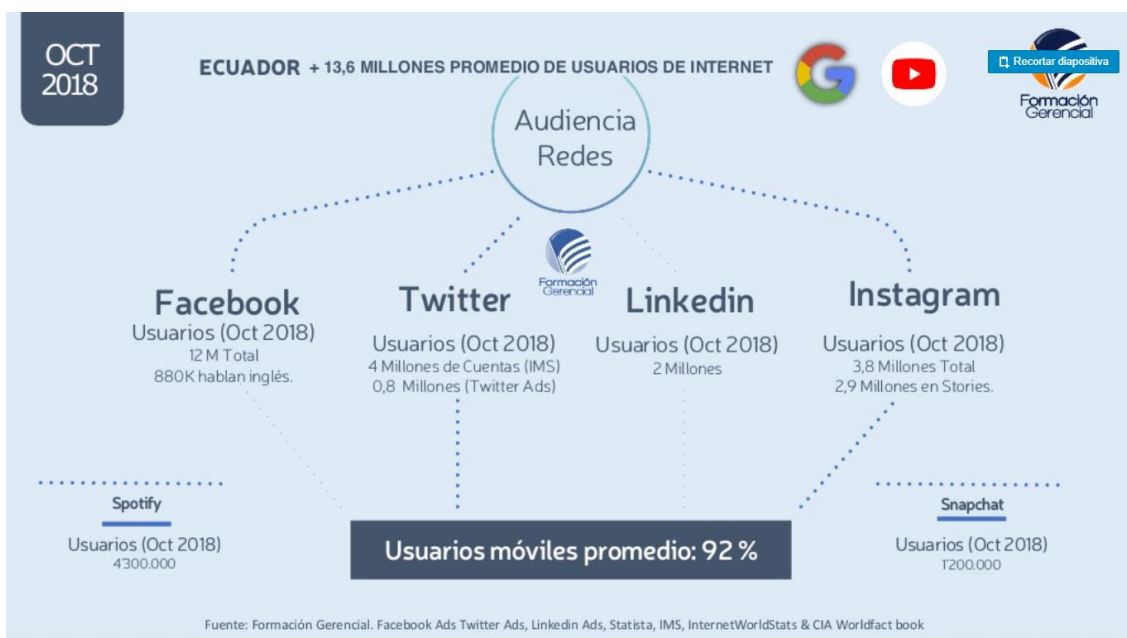 OCT
2018
ECUADOR + 13,6 MILLONES PROMEDIO DE USUARIOS DE INTERNET
Recortar diapositiva
Formación
Gerencial
Audiencia
Redes
Formación
Gerencial
Facebook
Usuarios (Oct 2018)
12 M Total
880K hablan inglés.
Twitter
Usuarios (Oct 2018)
4 Millones de Cuentas (IMS)
0,8 Millones (Twitter Ads)
Linkedin
Usuarios (Oct 2018)
2 Millones
Instagram
Usuarios (Oct 2018)
3,8 Millones Total
2,9 Millones en Stories.
Spotify
Usuarios (Oct 2018)
4'300.000
Usuarios móviles promedio: 92 %
Snapchat
Usuarios (Oct 2018)
1'200.000
Fuente: Formación Gerencial. Facebook Ads Twitter Ads, Linkedin Ads, Statista, IMS, InternetWorldStats & CIA Worldfact book